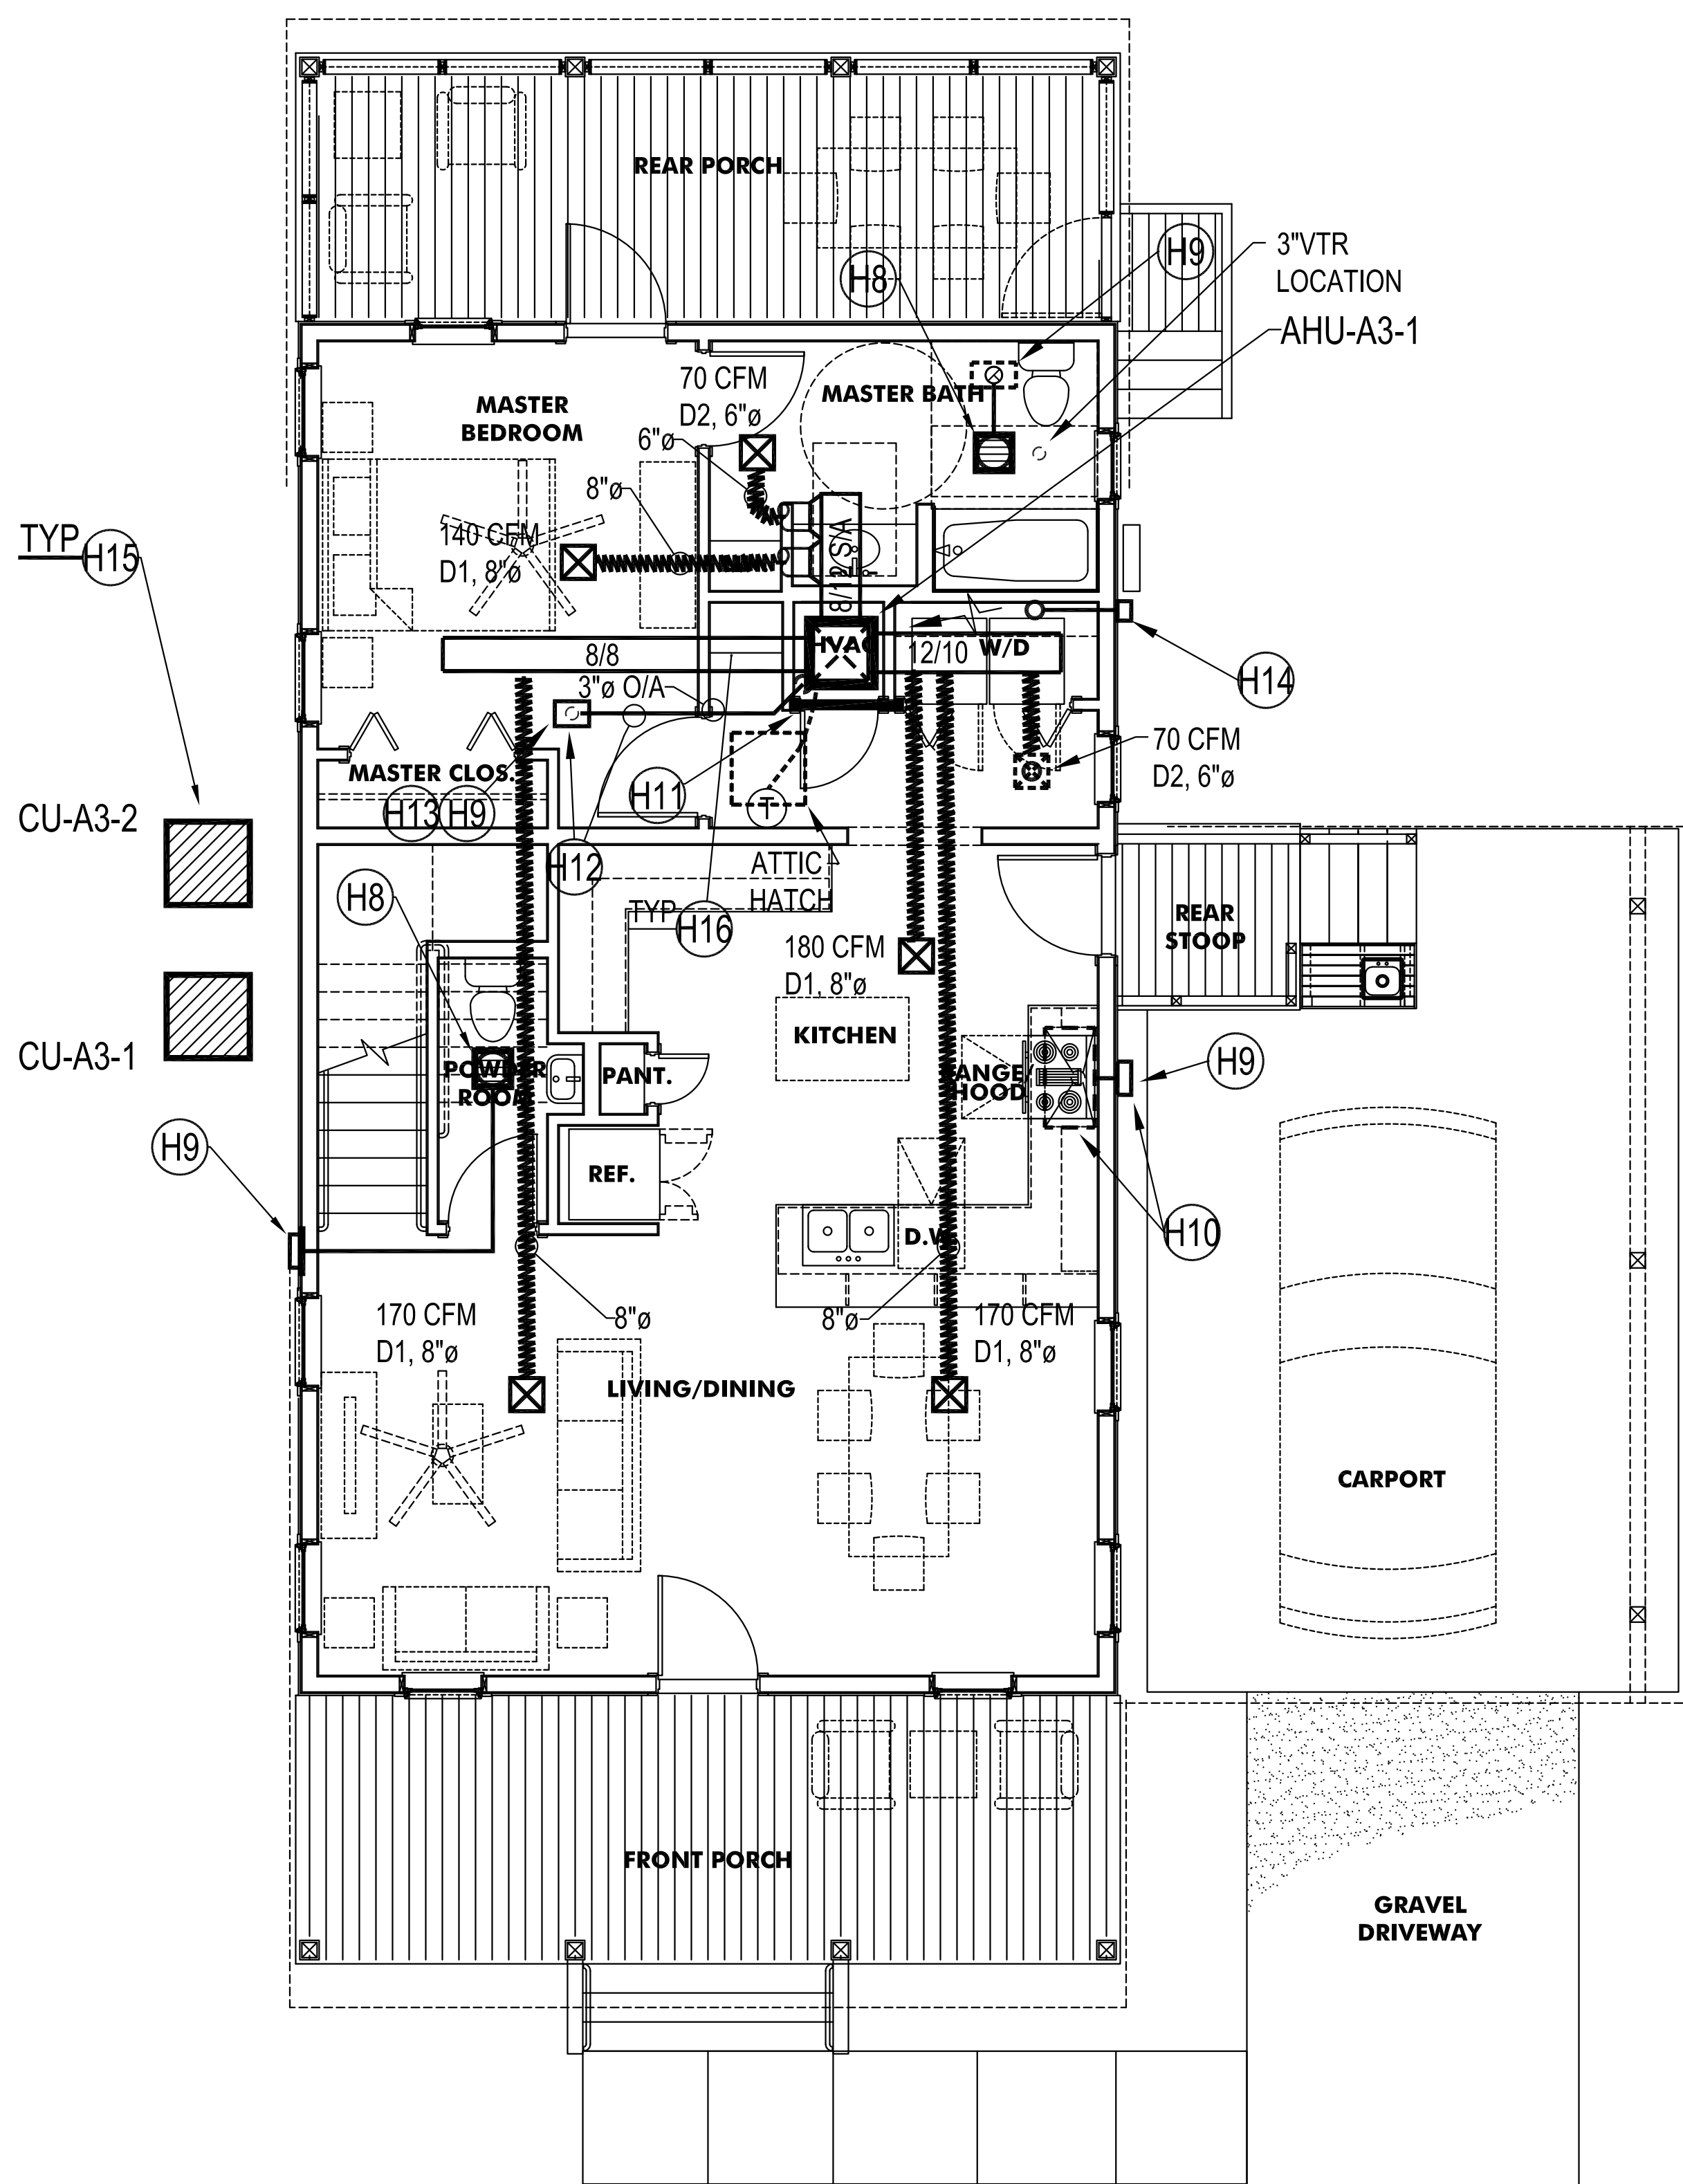 REAR PORCH
H9
3"VTR
LOCATION
H8
AHU-A3-1
70 CFM
D2, 6"ø
MASTER BATH
MASTER
BEDROOM
6"ø
8"ø
140 CFM
D1, 8"ø
TYP
H15
8/12 S/A
HVAC
12/10
W/D
8/8
3"ø O/A
H14
70 CFM
D2, 6"ø
MASTER CLOS.
H13
H9
H11
T
CU-A3-2
H12
ATTIC
HATCH
H8
TYP
H16
REAR
STOOP
180 CFM
D1, 8"ø
KITCHEN
CU-A3-1
POWDER
ROOM
PANT.
RANGE/
HOOD
H9
H9
REF.
D.W.
H10
170 CFM
D1, 8"ø
8"ø
8"ø
170 CFM
D1, 8"ø
LIVING/DINING
CARPORT
FRONT PORCH
GRAVEL
DRIVEWAY